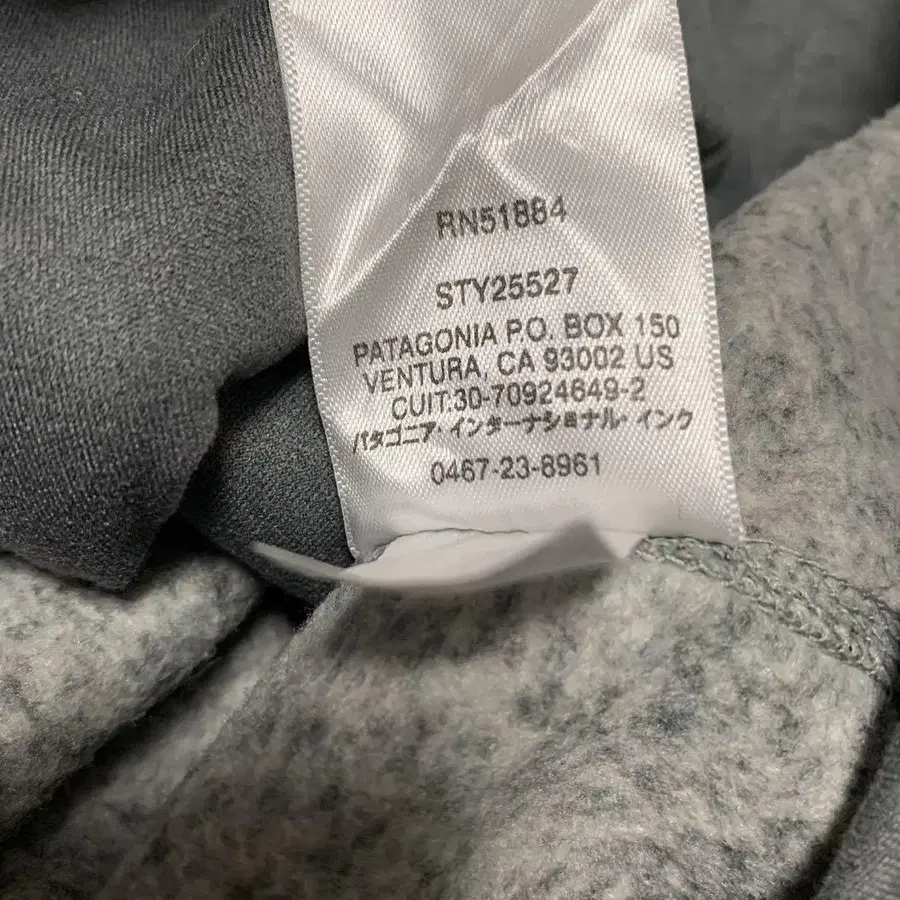 RN51884
STY25527
PATAGONIA P.O. BOX 150
VENTURA, CA 93002 US
CUIT:30-70924649-2
パタゴニア・インターナショナル・インク
0467-23-8961